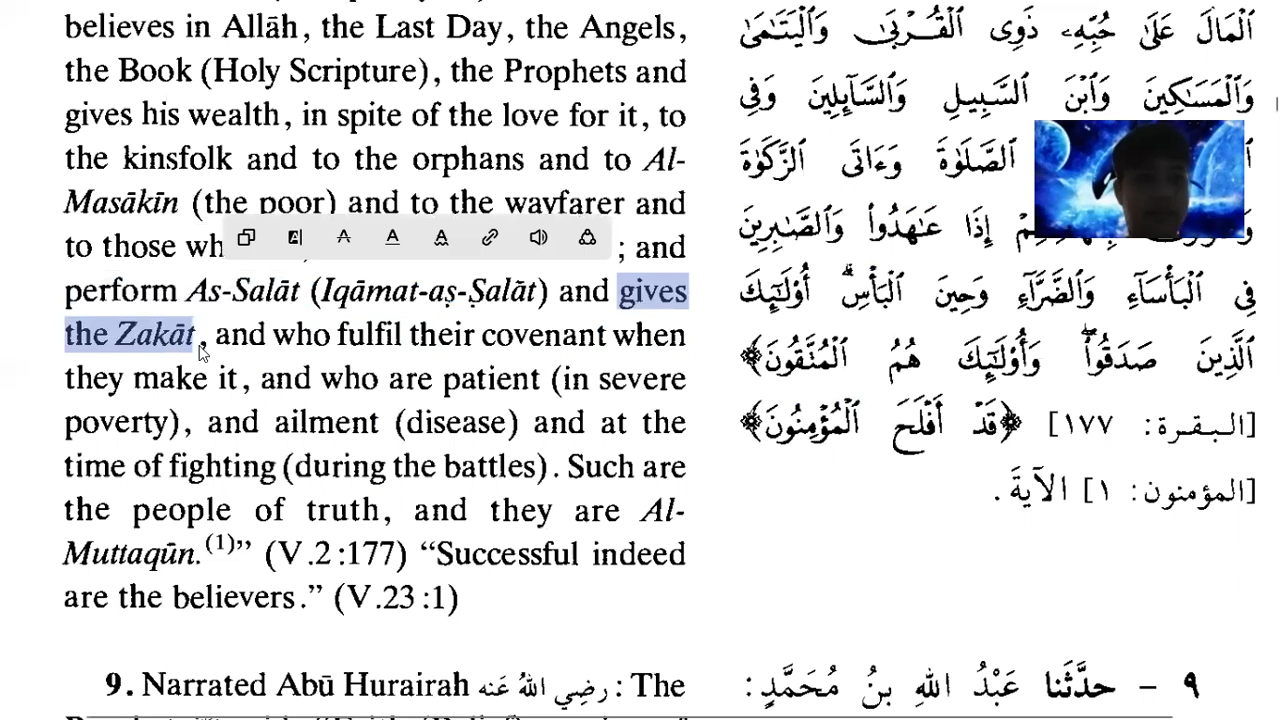 believes in Allāh, the Last Day, the Angels,
the Book (Holy Scripture), the Prophets and
gives his wealth, in spite of the love for it, to
the kinsfolk and to the orphans and to Al-
Masākīn (the poor) and to the wayfarer and
to those wh ; and
perform As-Salāt (Iqāmat-aṣ-Ṣalāt) and gives
the Zakāt, and who fulfil their covenant when
they make it, and who are patient (in severe
poverty), and ailment (disease) and at the
time of fighting (during the battles). Such are
the people of truth, and they are Al-
Muttaqūn.(1)” (V.2:177) “Successful indeed
are the believers.” (V.23:1)
9. Narrated Abū Hurairah رضي الله عنه : The
ٱلْمَالَ عَلَىٰ حُبِّهِۦ ذَوِى ٱلْقُرْبَىٰ وَٱلْيَتَٰمَىٰ
وَٱلْمَسَٰكِينَ وَٱبْنَ ٱلسَّبِيلِ وَٱلسَّآئِلِينَ وَفِى
ٱلصَّلَوٰةَ وَءَاتَى ٱلزَّكَوٰةَ
إِذَا عَٰهَدُوا۟ وَٱلصَّٰبِرِينَ
فِى ٱلْبَأْسَآءِ وَٱلضَّرَّآءِ وَحِينَ ٱلْبَأْسِ ۗ أُو۟لَٰٓئِكَ
ٱلَّذِينَ صَدَقُوا۟ ۖ وَأُو۟لَٰٓئِكَ هُمُ ٱلْمُتَّقُونَ﴾
[البقرة: ١٧٧] ﴿قَدْ أَفْلَحَ ٱلْمُؤْمِنُونَ﴾
[المؤمنون: ١] الآيةَ.
٩ - حدَّثنا عَبْدُ اللهِ بنُ مُحَمَّدٍ: